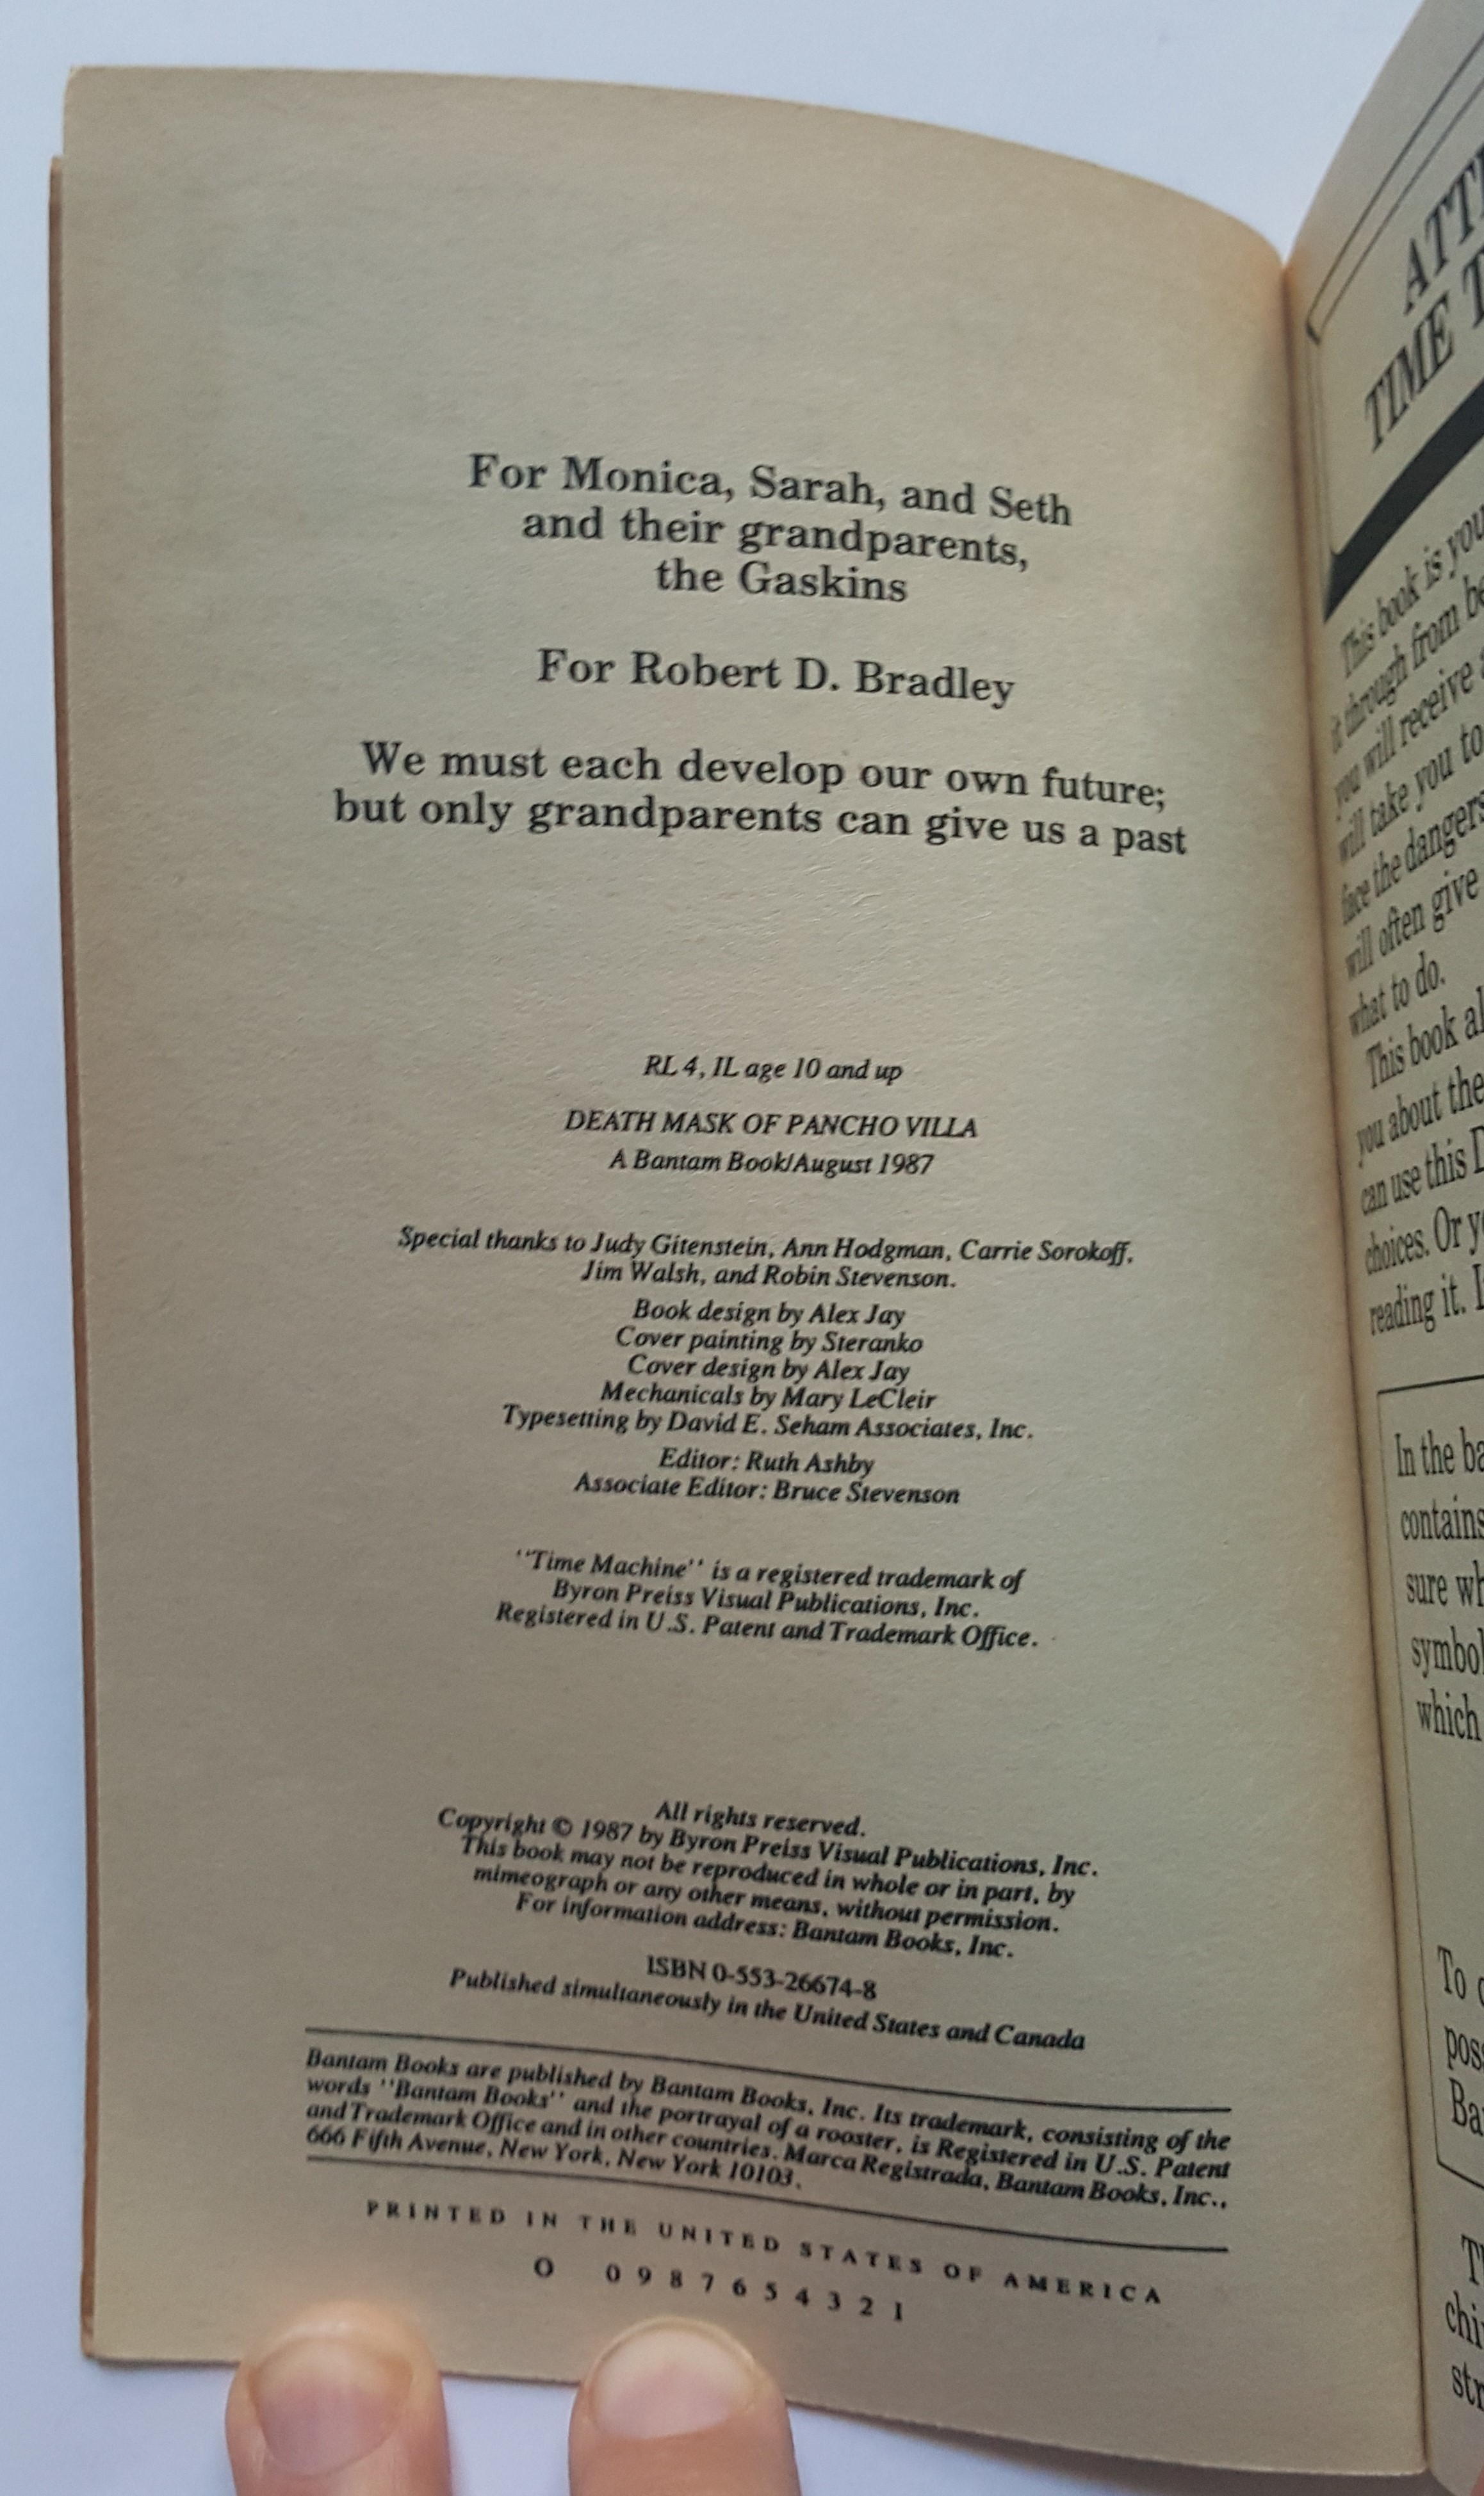 For Monica, Sarah, and Seth
and their grandparents,
the Gaskins
For Robert D. Bradley
We must each develop our own future;
but only grandparents can give us a past
RL 4, IL age 10 and up
DEATH MASK OF PANCHO VILLA
A Bantam Book/August 1987
Special thanks to Judy Gitenstein, Ann Hodgman, Carrie Sorokoff,
Jim Walsh, and Robin Stevenson.
Book design by Alex Jay
Cover painting by Steranko
Cover design by Alex Jay
Mechanicals by Mary LeCleir
Typesetting by David E. Seham Associates, Inc.
Editor: Ruth Ashby
Associate Editor: Bruce Stevenson
"Time Machine" is a registered trademark of
Byron Preiss Visual Publications, Inc.
Registered in U.S. Patent and Trademark Office.
All rights reserved.
Copyright © 1987 by Byron Preiss Visual Publications, Inc.
This book may not be reproduced in whole or in part, by
mimeograph or any other means, without permission.
For information address: Bantam Books, Inc.
ISBN 0-553-26674-8
Published simultaneously in the United States and Canada
Bantam Books are published by Bantam Books, Inc. Its trademark, consisting of the
words "Bantam Books" and the portrayal of a rooster, is Registered in U.S. Patent
and Trademark Office and in other countries. Marca Registrada, Bantam Books, Inc.,
666 Fifth Avenue, New York, New York 10103.
PRINTED IN THE UNITED STATES OF AMERICA
O 0 9 8 7 6 5 4 3 2 1
TIME
This book is
it through from
you will receive
will take you to
face the dangers
will often give
what to do.
This book
you about the
can use this
choices. Or
reading it.
In the
contains
sure
which
To